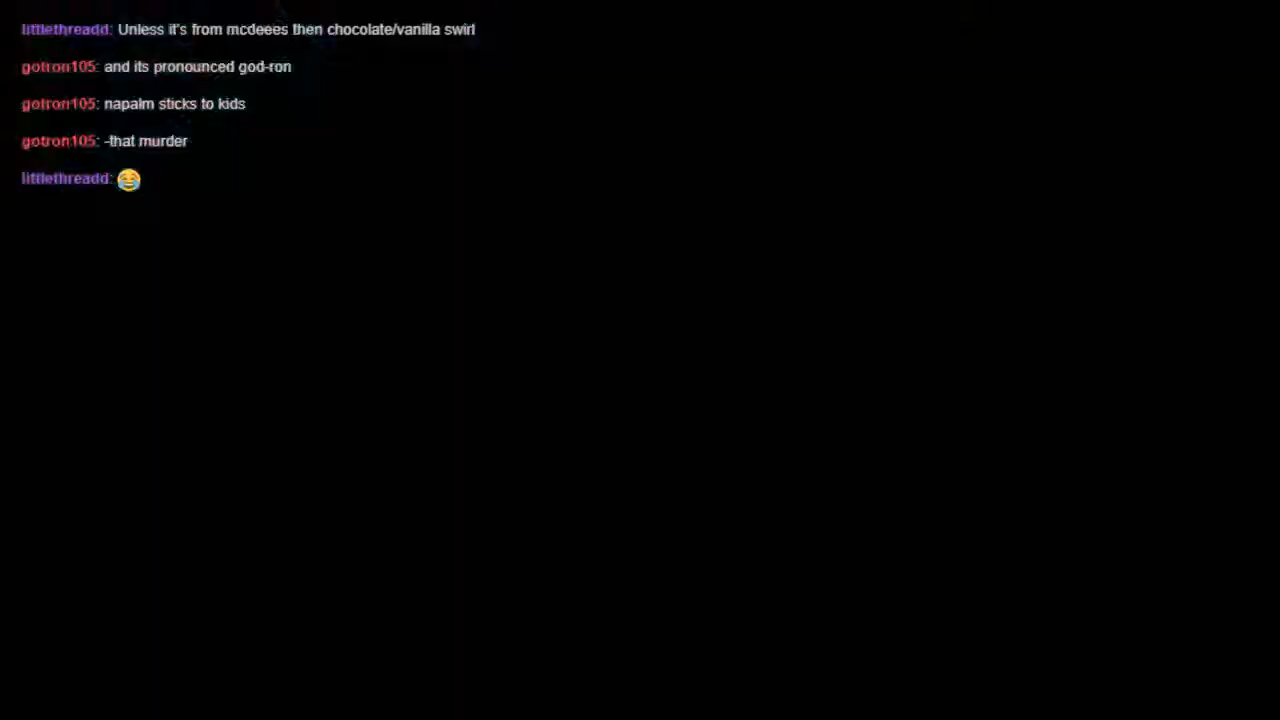 littlethreadd: Unless it's from mcdeees then chocolate/vanilla swirl
gotron105: and its pronounced god-ron
gotron105: napalm sticks to kids
gotron105: -that murder
littlethreadd: 😂